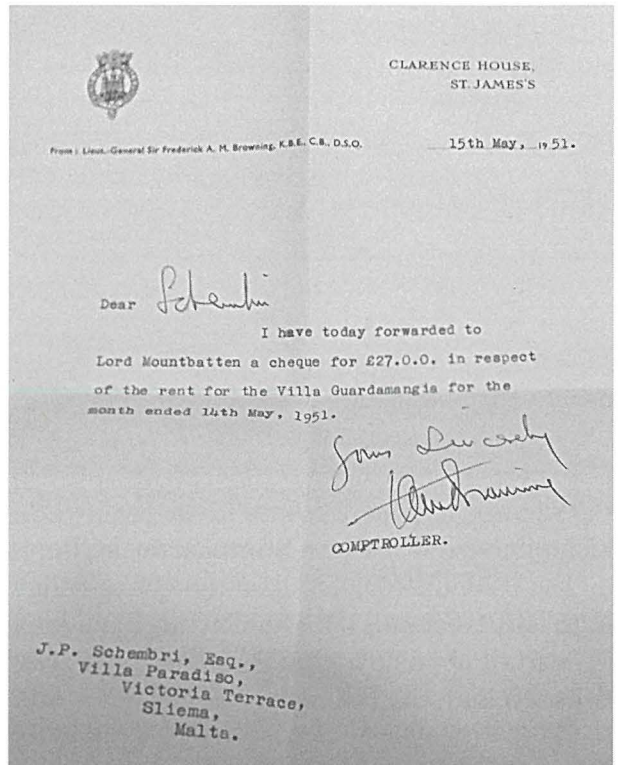 CLARENCE HOUSE,
ST. JAMES'S
From: Lieut.-General Sir Frederick A. M. Browning, K.B.E., C.B., D.S.O.
15th May, 1951.
Dear Schembri
I have today forwarded to
Lord Mountbatten a cheque for £27.0.0. in respect
of the rent for the Villa Guardamangia for the
month ended 14th May, 1951.
Yours Sincerely
COMPTROLLER.
J.P. Schembri, Esq.,
Villa Paradiso,
Victoria Terrace,
Sliema,
Malta.